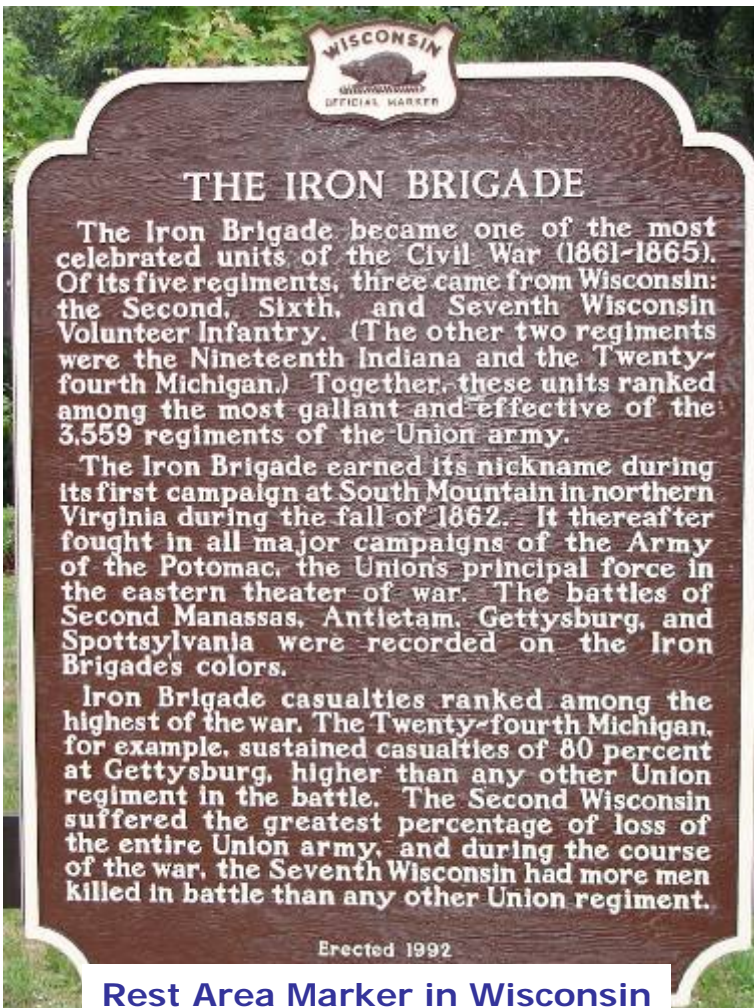 WISCONSIN
OFFICIAL MARKER
THE IRON BRIGADE
The Iron Brigade became one of the most
celebrated units of the Civil War (1861-1865).
Of its five regiments, three came from Wisconsin:
the Second, Sixth, and Seventh Wisconsin
Volunteer Infantry. (The other two regiments
were the Nineteenth Indiana and the Twenty-
fourth Michigan.) Together, these units ranked
among the most gallant and effective of the
3,559 regiments of the Union army.
The Iron Brigade earned its nickname during
its first campaign at South Mountain in northern
Virginia during the fall of 1862. It thereafter
fought in all major campaigns of the Army
of the Potomac, the Union's principal force in
the eastern theater of war. The battles of
Second Manassas, Antietam, Gettysburg, and
Spottsylvania were recorded on the Iron
Brigade's colors.
Iron Brigade casualties ranked among the
highest of the war. The Twenty-fourth Michigan,
for example, sustained casualties of 80 percent
at Gettysburg, higher than any other Union
regiment in the battle. The Second Wisconsin
suffered the greatest percentage of loss of
the entire Union army, and during the course
of the war, the Seventh Wisconsin had more men
killed in battle than any other Union regiment.
Erected 1992
Rest Area Marker in Wisconsin